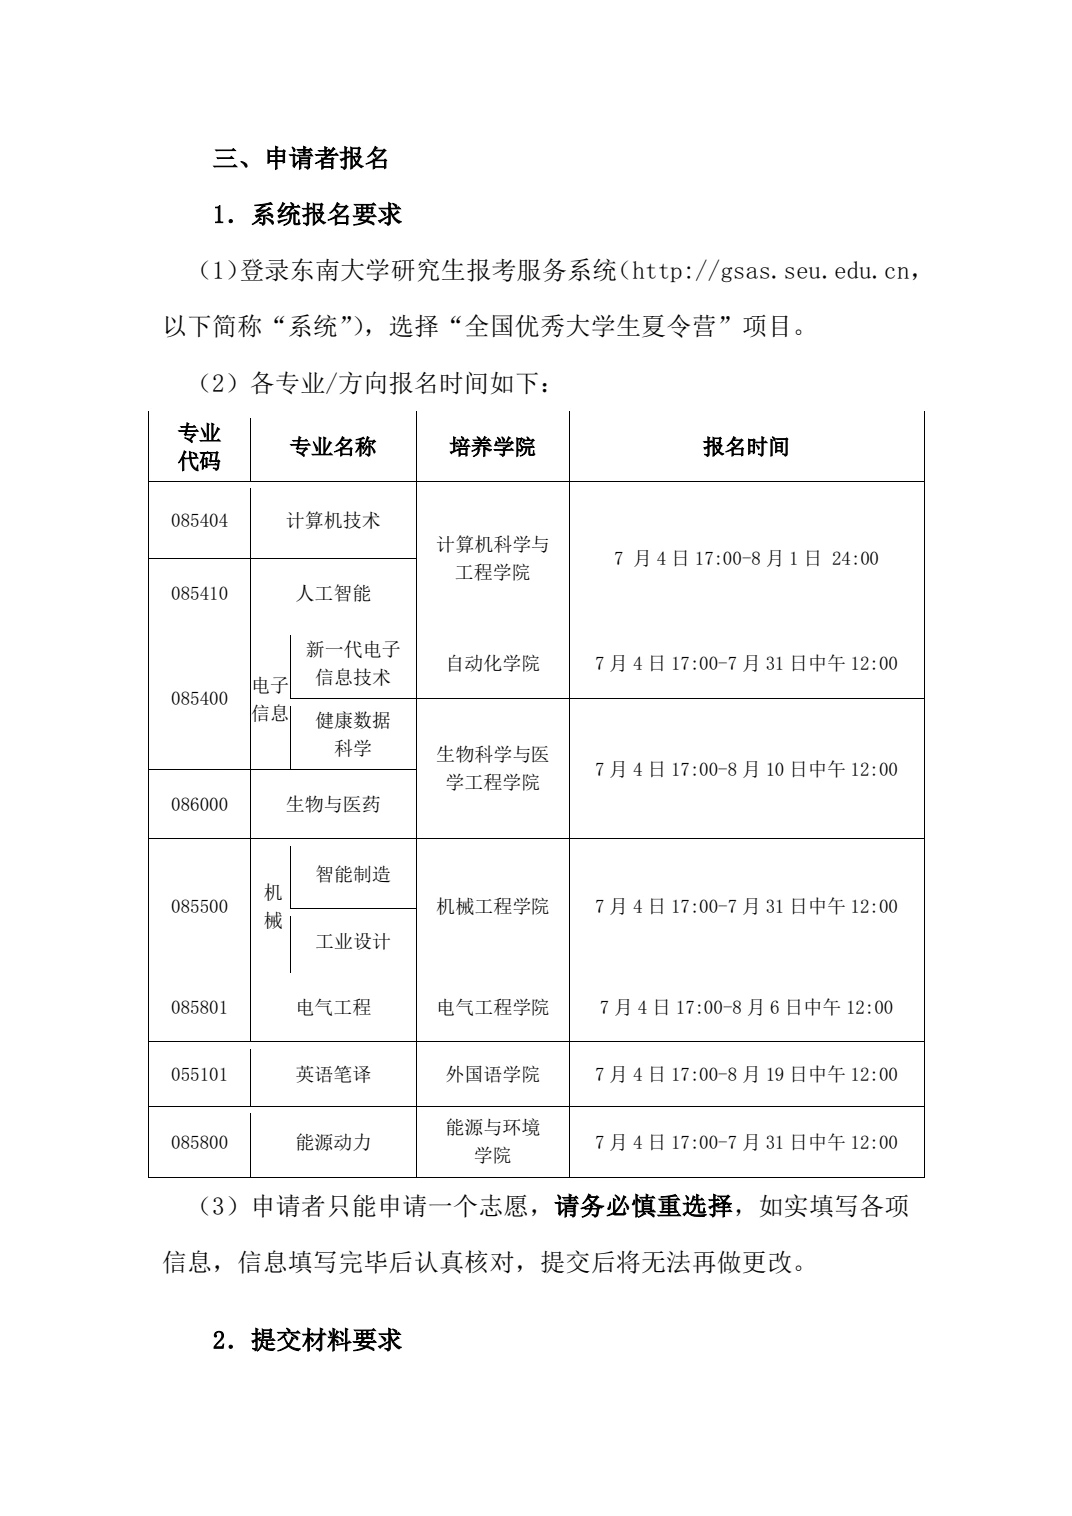 三、申请者报名
1．系统报名要求
（1）登录东南大学研究生报考服务系统（http://gsas.seu.edu.cn，
以下简称“系统”），选择“全国优秀大学生夏令营”项目。
（2）各专业/方向报名时间如下：
专业
代码
专业名称
培养学院
报名时间
085404
计算机技术
计算机科学与
工程学院
7 月 4 日 17:00-8 月 1 日 24:00
085410
人工智能
085400
电子
信息
新一代电子
信息技术
自动化学院
7 月 4 日 17:00-7 月 31 日中午 12:00
健康数据
科学
生物科学与医
学工程学院
7 月 4 日 17:00-8 月 10 日中午 12:00
086000
生物与医药
085500
机
械
智能制造
机械工程学院
7 月 4 日 17:00-7 月 31 日中午 12:00
工业设计
085801
电气工程
电气工程学院
7 月 4 日 17:00-8 月 6 日中午 12:00
055101
英语笔译
外国语学院
7 月 4 日 17:00-8 月 19 日中午 12:00
085800
能源动力
能源与环境
学院
7 月 4 日 17:00-7 月 31 日中午 12:00
（3）申请者只能申请一个志愿，请务必慎重选择，如实填写各项
信息，信息填写完毕后认真核对，提交后将无法再做更改。
2．提交材料要求